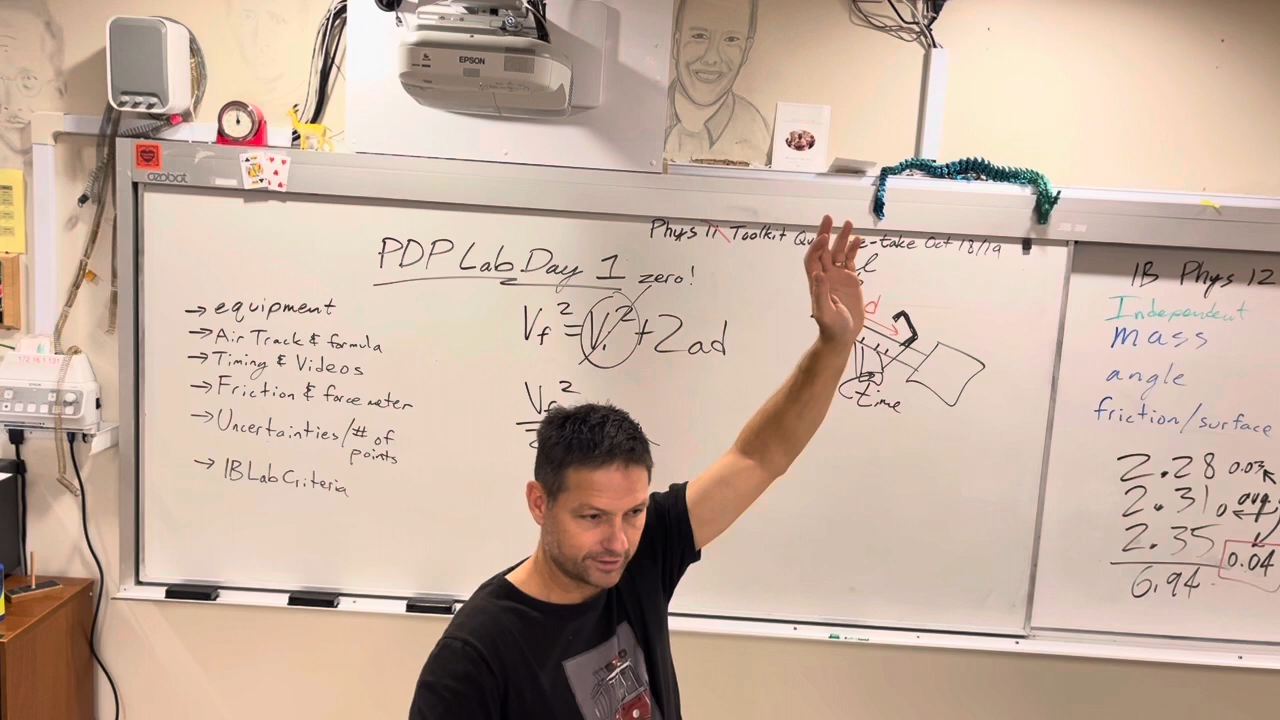 EPSON
ozobot
Phys 11 Toolkit Qu e-take Oct 18/19
PDP Lab Day 1
zero!
→ equipment
→ Air Track & formula
→ Timing & Videos
→ Friction & force meter
→ Uncertainties/# of points
→ IB Lab Criteria
Vf² = Vi² + 2ad
Vf²
d
time
IB Phys 12
Independent
mass
angle
friction/surface
2.28 0.03
2.31 0 avg.
2.35
0.04
6.94